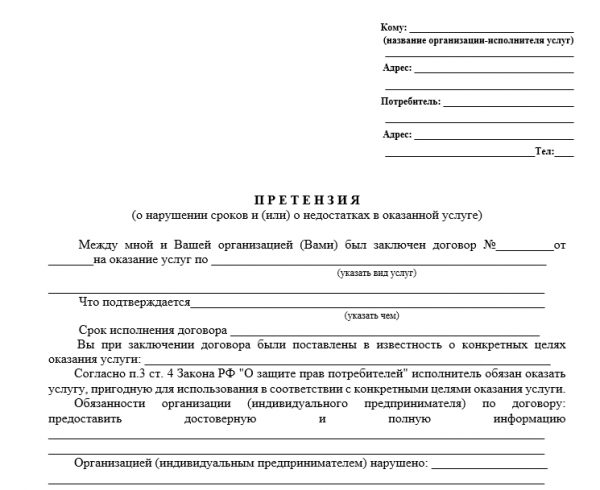 Кому: ____________________
(название организации-исполнителя услуг)
____________________
Адрес: ____________________
____________________
Потребитель: ____________________
____________________
Адрес: ____________________
____________________Тел:____
П Р Е Т Е Н З И Я
(о нарушении сроков и (или) о недостатках в оказанной услуге)
Между мной и Вашей организацией (Вами) был заключен договор №_________от
_______на оказание услуг по ____________________
(указать вид услуг)
____________________
Что подтверждается____________________
(указать чем)
Срок исполнения договора ____________________
Вы при заключении договора были поставлены в известность о конкретных целях
оказания услуги: ____________________
Согласно п.3 ст. 4 Закона РФ "О защите прав потребителей" исполнитель обязан оказать
услугу, пригодную для использования в соответствии с конкретными целями оказания услуги.
Обязанности организации (индивидуального предпринимателя) по договору:
предоставить достоверную и полную информацию
____________________
____________________
Организацией (индивидуальным предпринимателем) нарушено: ____________________
____________________